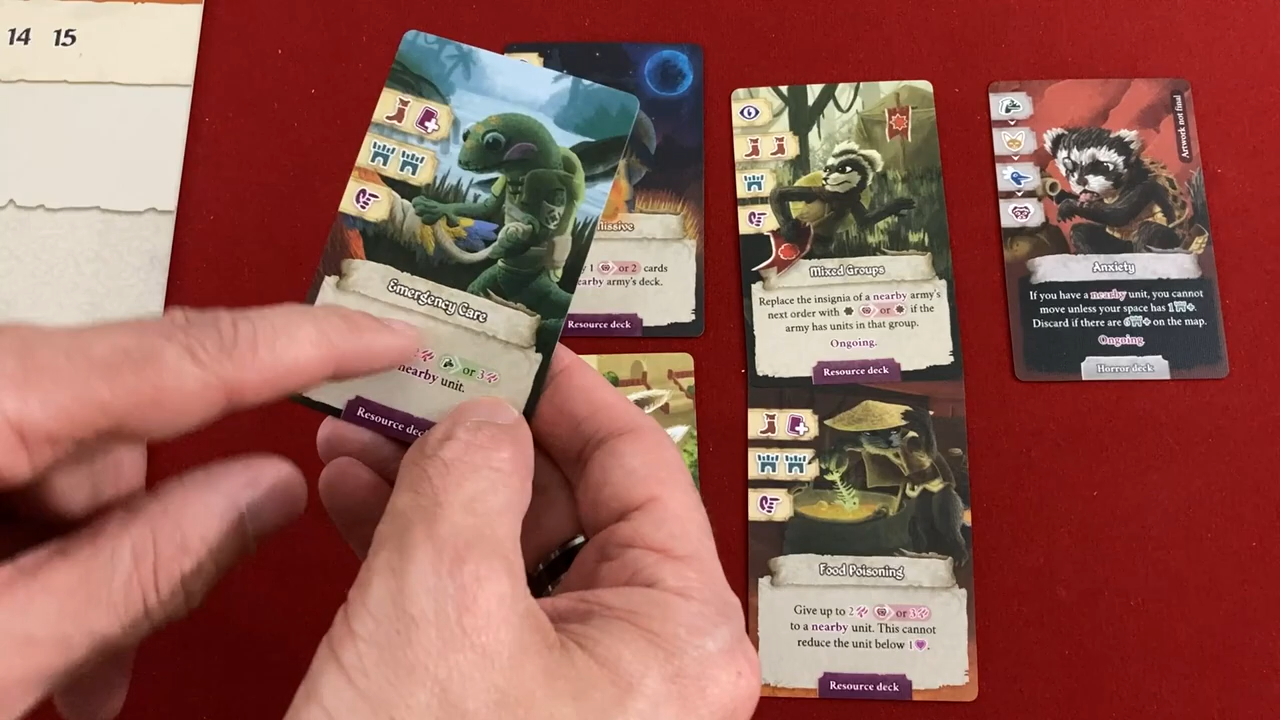 14 15
Emergency Care
or 3
nearby unit.
Resource
Missive
1 or 2 cards
army's deck.
Resource deck
Mixed Groups
Replace the insignia of a nearby army's
next order with or if the
army has units in that group.
Ongoing.
Resource deck
Food Poisoning
Give up to 2 or 3
to a nearby unit. This cannot
reduce the unit below 1.
Resource deck
Artwork not final
Anxiety
If you have a nearby unit, you cannot
move unless your space has 1+.
Discard if there are 6+ on the map.
Ongoing.
Horror deck